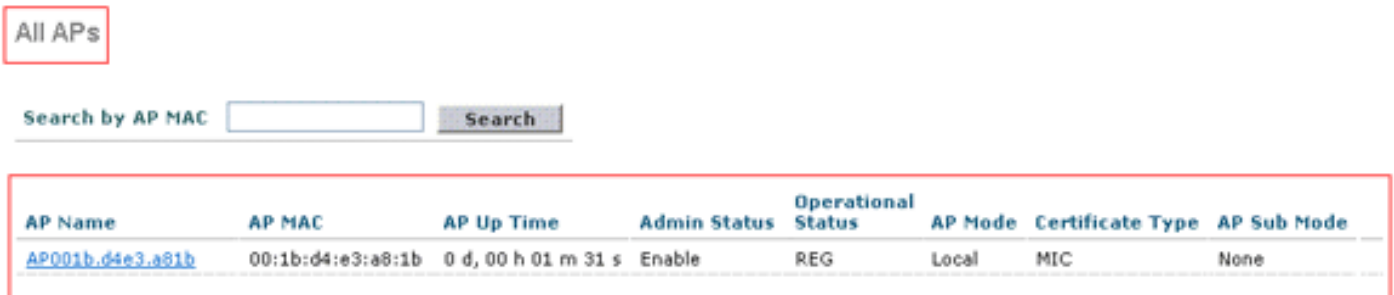 All APs
Search by AP MAC Search
AP Name AP MAC AP Up Time Admin Status Operational Status AP Mode Certificate Type AP Sub Mode
AP001b.d4e3.a81b 00:1b:d4:e3:a8:1b 0 d, 00 h 01 m 31 s Enable REG Local MIC None